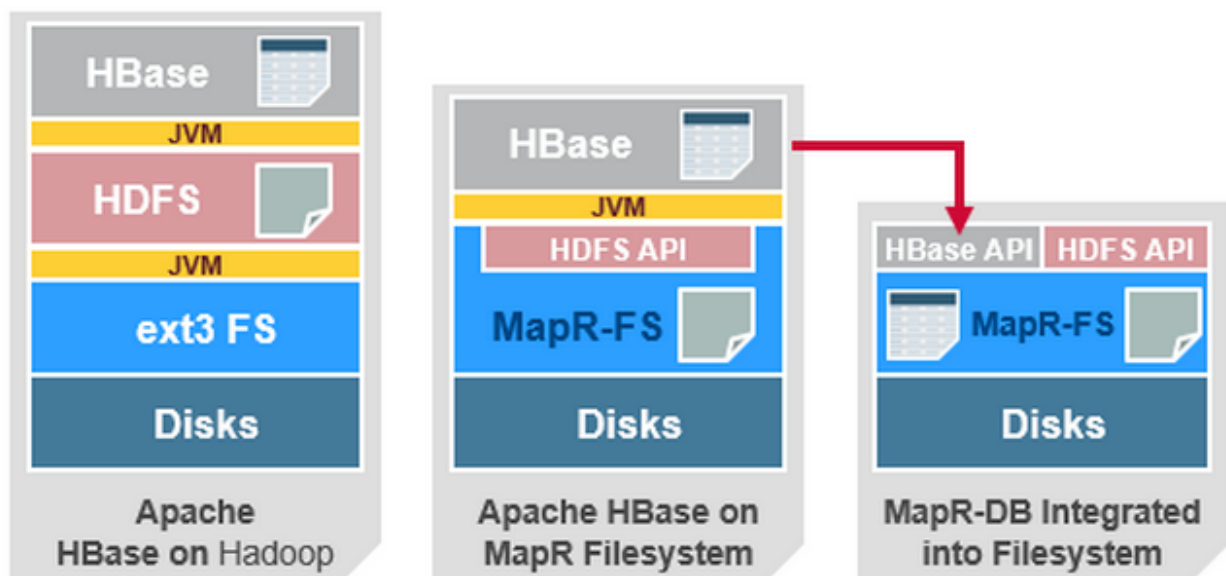 HBase
JVM
HDFS
JVM
ext3 FS
Disks
Apache
HBase on Hadoop
HBase
JVM
HDFS API
MapR-FS
Disks
Apache HBase on
MapR Filesystem
HBase API HDFS API
MapR-FS
Disks
MapR-DB Integrated
into Filesystem